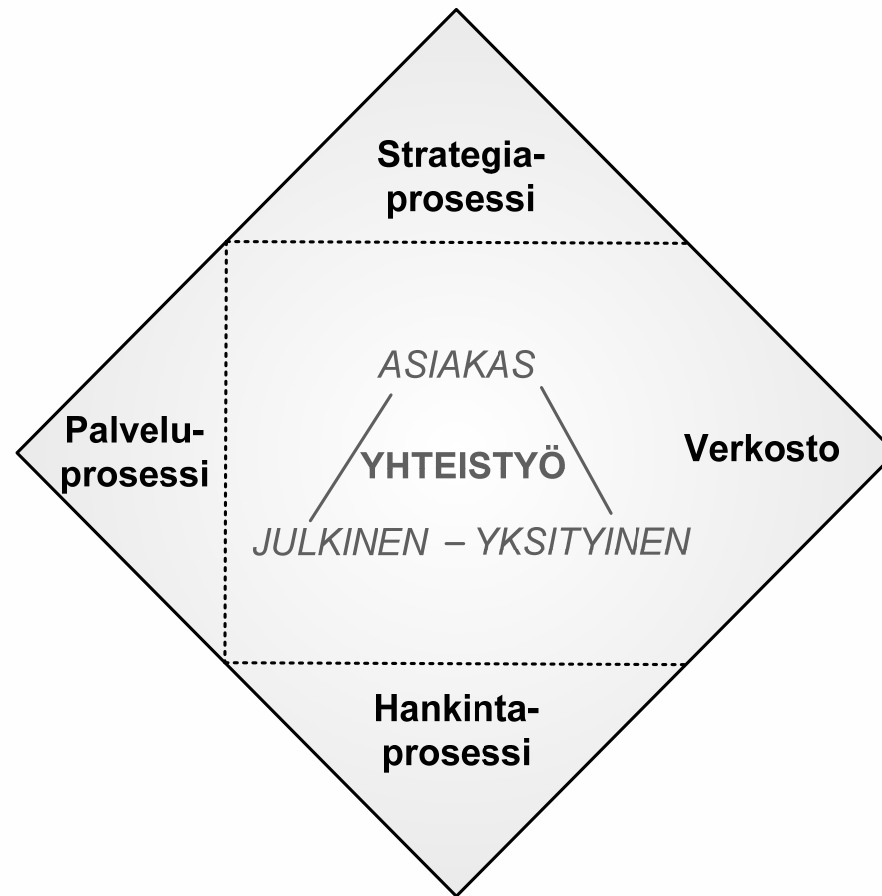 Strategia-
prosessi
ASIAKAS
Palvelu-
prosessi
YHTEISTYÖ
Verkosto
JULKINEN – YKSITYINEN
Hankinta-
prosessi